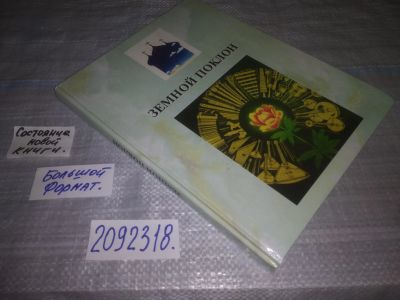 ЗЕМНОЙ ПОКЛОН
Состояние
новой
книги.
Большой
Формат.
2092318.